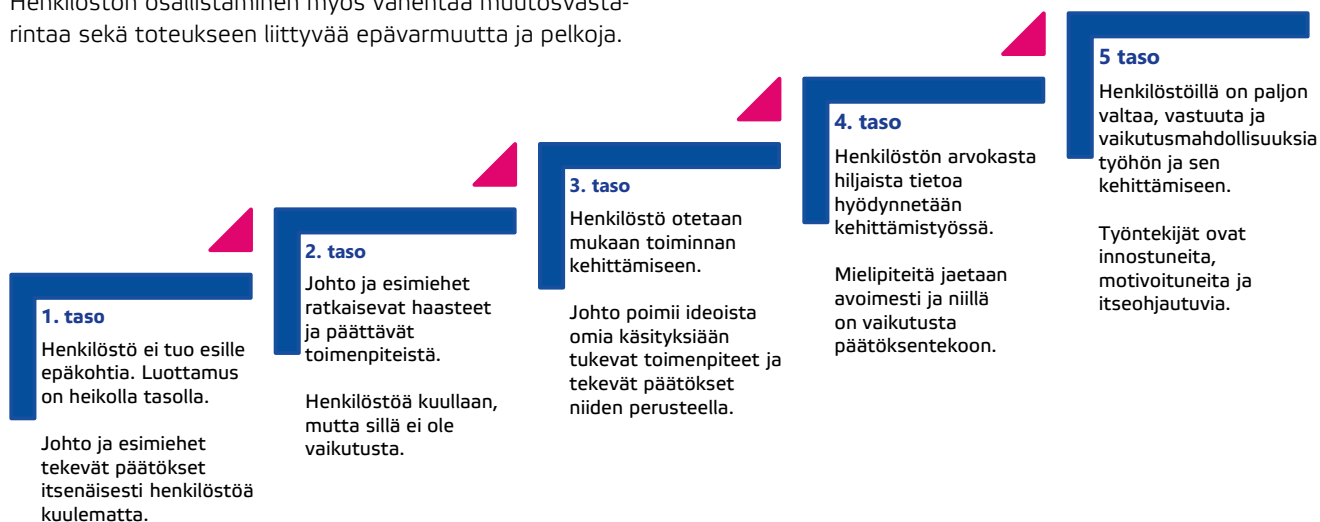 Henkilöstön osallistaminen myös vähentää muutosvasta-
rintaa sekä toteukseen liittyvää epävarmuutta ja pelkoja.
1. taso
Henkilöstö ei tuo esille
epäkohtia. Luottamus
on heikolla tasolla.
Johto ja esimiehet
tekevät päätökset
itsenäisesti henkilöstöä
kuulematta.
2. taso
Johto ja esimiehet
ratkaisevat haasteet
ja päättävät
toimenpiteistä.
Henkilöstöä kuullaan,
mutta sillä ei ole
vaikutusta.
3. taso
Henkilöstö otetaan
mukaan toiminnan
kehittämiseen.
Johto poimii ideoista
omia käsityksiään
tukevat toimenpiteet ja
tekevät päätökset
niiden perusteella.
4. taso
Henkilöstön arvokasta
hiljaista tietoa
hyödynnetään
kehittämistyössä.
Mielipiteitä jaetaan
avoimesti ja niillä
on vaikutusta
päätöksentekoon.
5 taso
Henkilöstöillä on paljon
valtaa, vastuuta ja
vaikutusmahdollisuuksia
työhön ja sen
kehittämiseen.
Työntekijät ovat
innostuneita,
motivoituneita ja
itseohjautuvia.